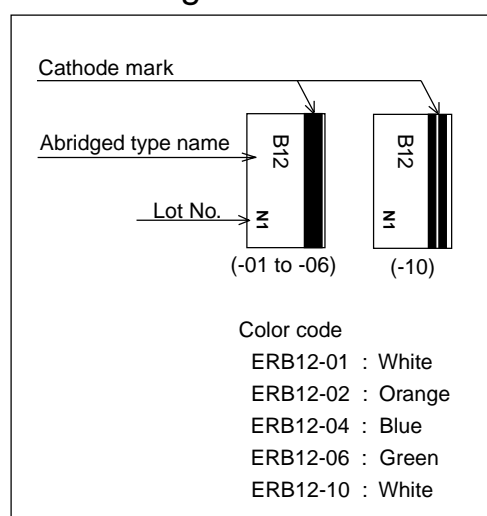 Cathode mark
Abridged type name
B12
B12
Lot No.
N1
N1
(-01 to -06)
(-10)
Color code
ERB12-01 : White
ERB12-02 : Orange
ERB12-04 : Blue
ERB12-06 : Green
ERB12-10 : White